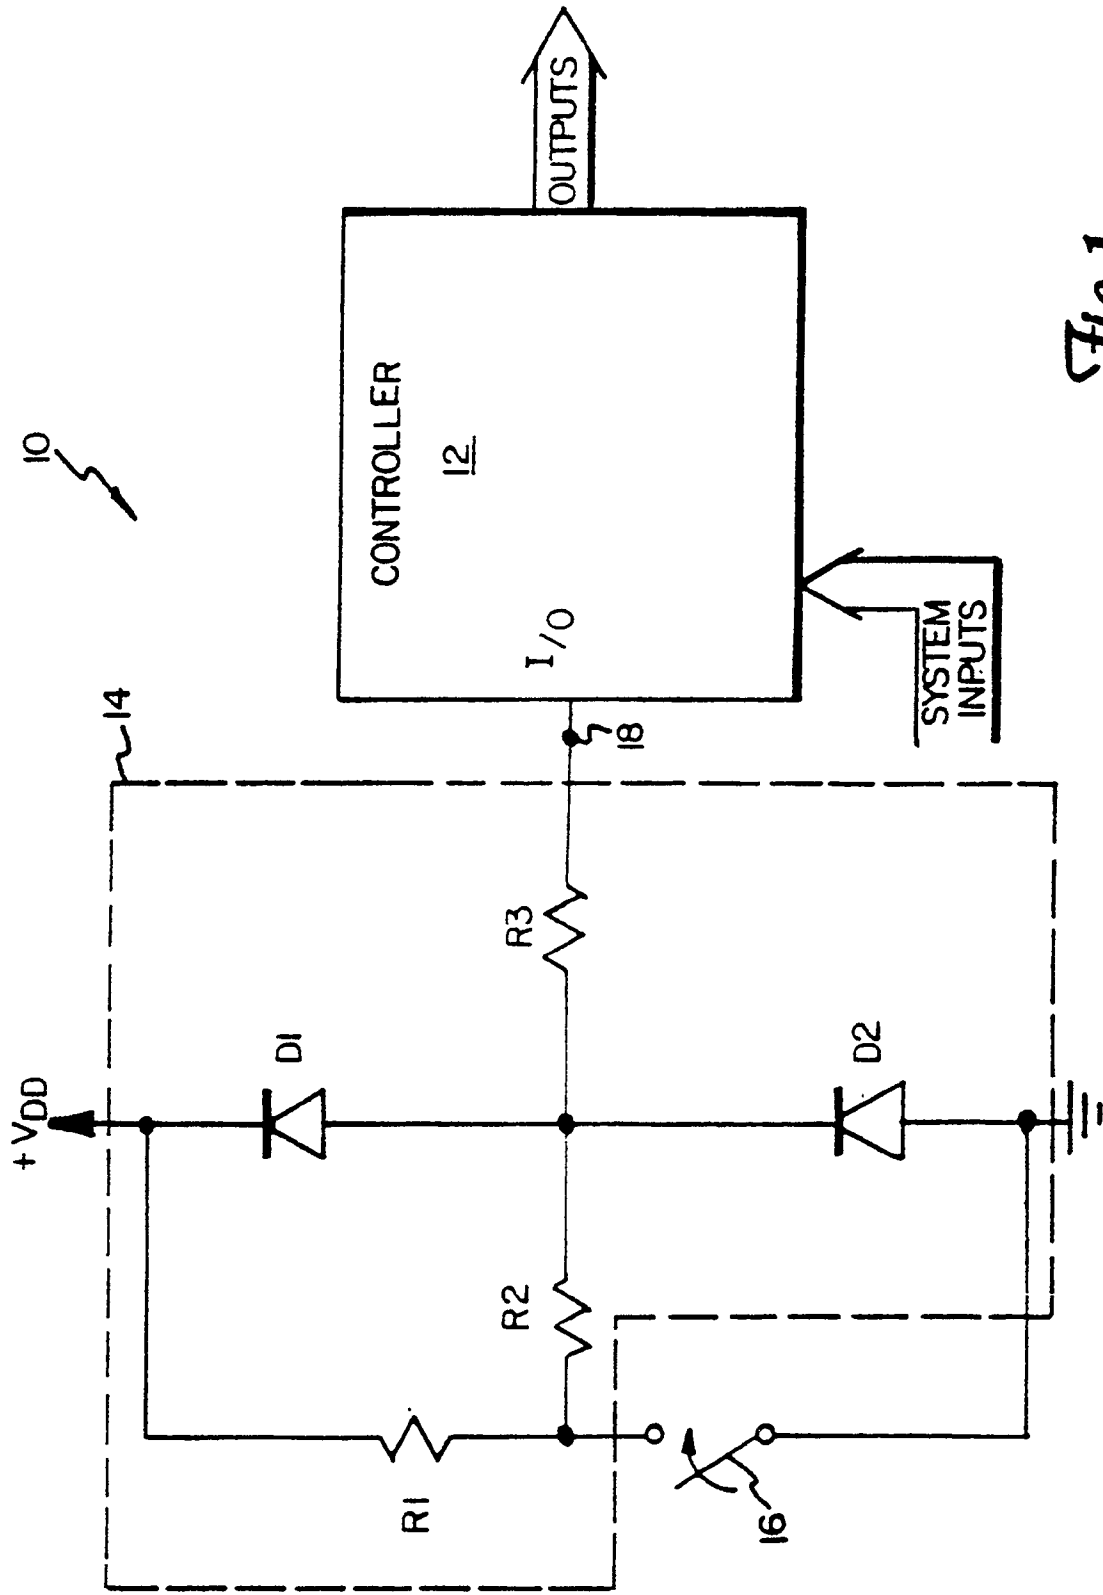 10
+VDD
14
D1
R1
R2
R3
D2
16
18
I/O
CONTROLLER
12
SYSTEM
INPUTS
OUTPUTS